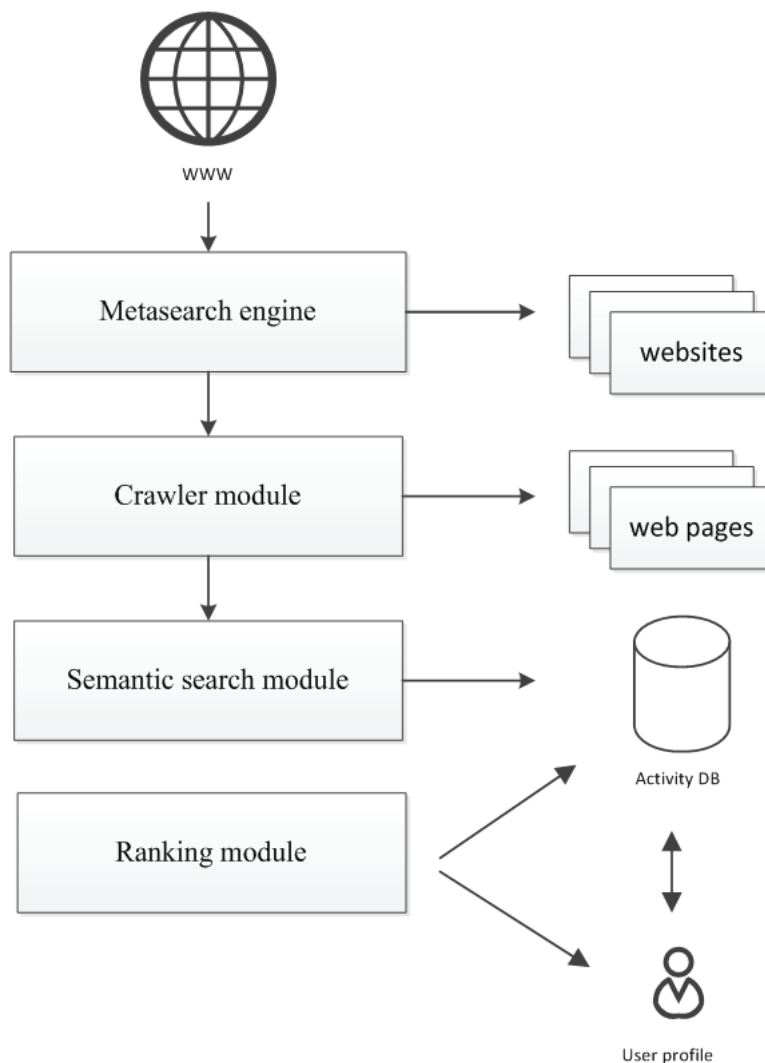 www
Metasearch engine
websites
Crawler module
web pages
Semantic search module
Activity DB
Ranking module
User profile